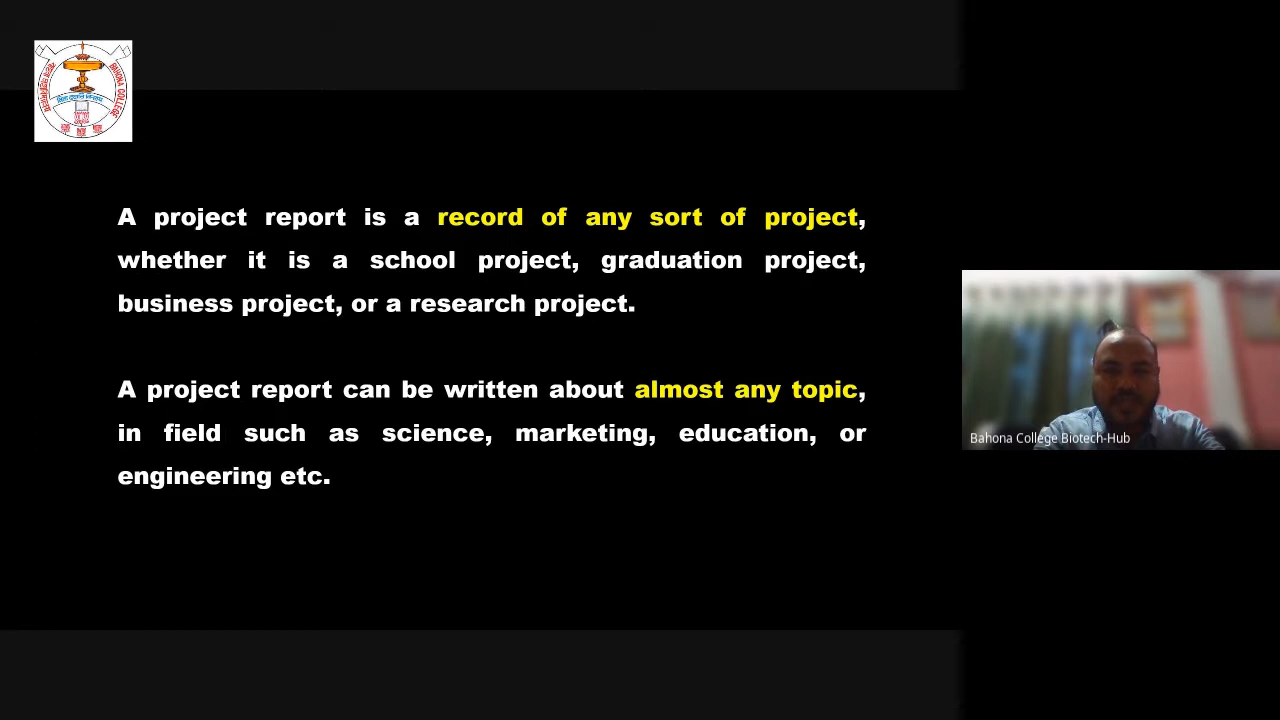 BAHONA COLLEGE
A project report is a record of any sort of project,
whether it is a school project, graduation project,
business project, or a research project.
A project report can be written about almost any topic,
in field such as science, marketing, education, or
engineering etc.
Bahona College Biotech-Hub